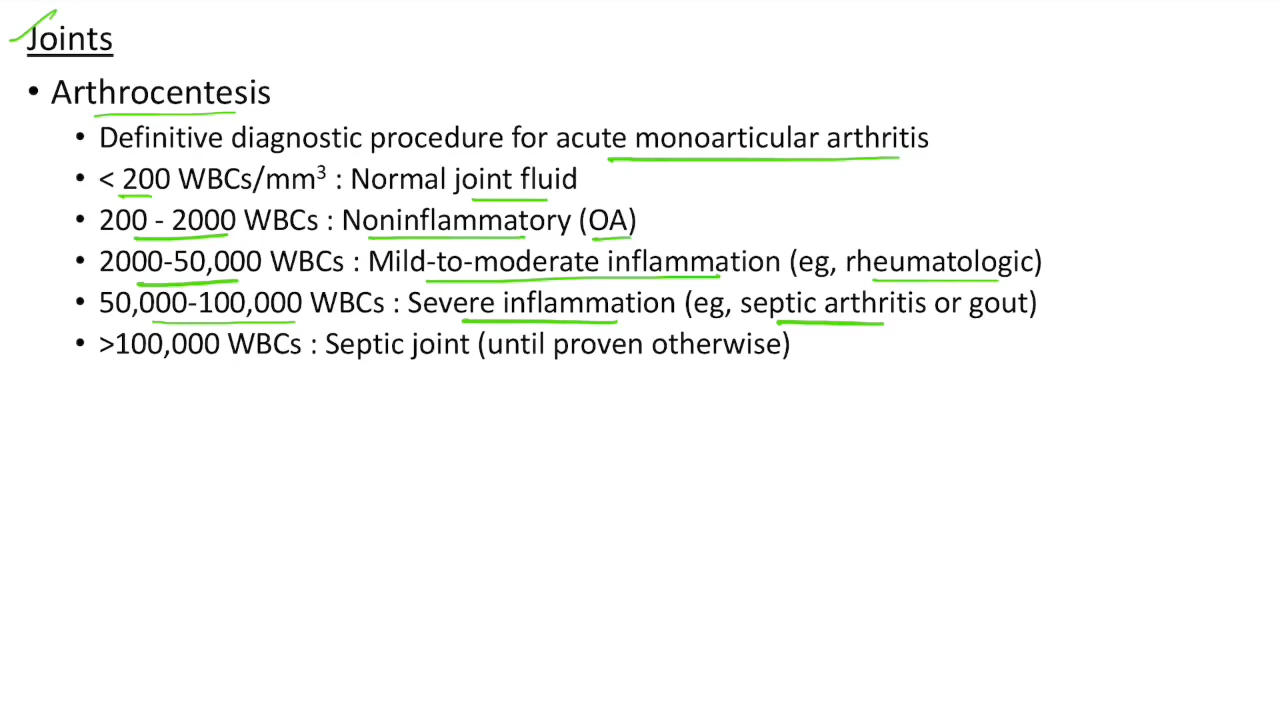 Joints
• Arthrocentesis
• Definitive diagnostic procedure for acute monoarticular arthritis
• < 200 WBCs/mm³ : Normal joint fluid
• 200 - 2000 WBCs : Noninflammatory (OA)
• 2000-50,000 WBCs : Mild-to-moderate inflammation (eg, rheumatologic)
• 50,000-100,000 WBCs : Severe inflammation (eg, septic arthritis or gout)
• >100,000 WBCs : Septic joint (until proven otherwise)